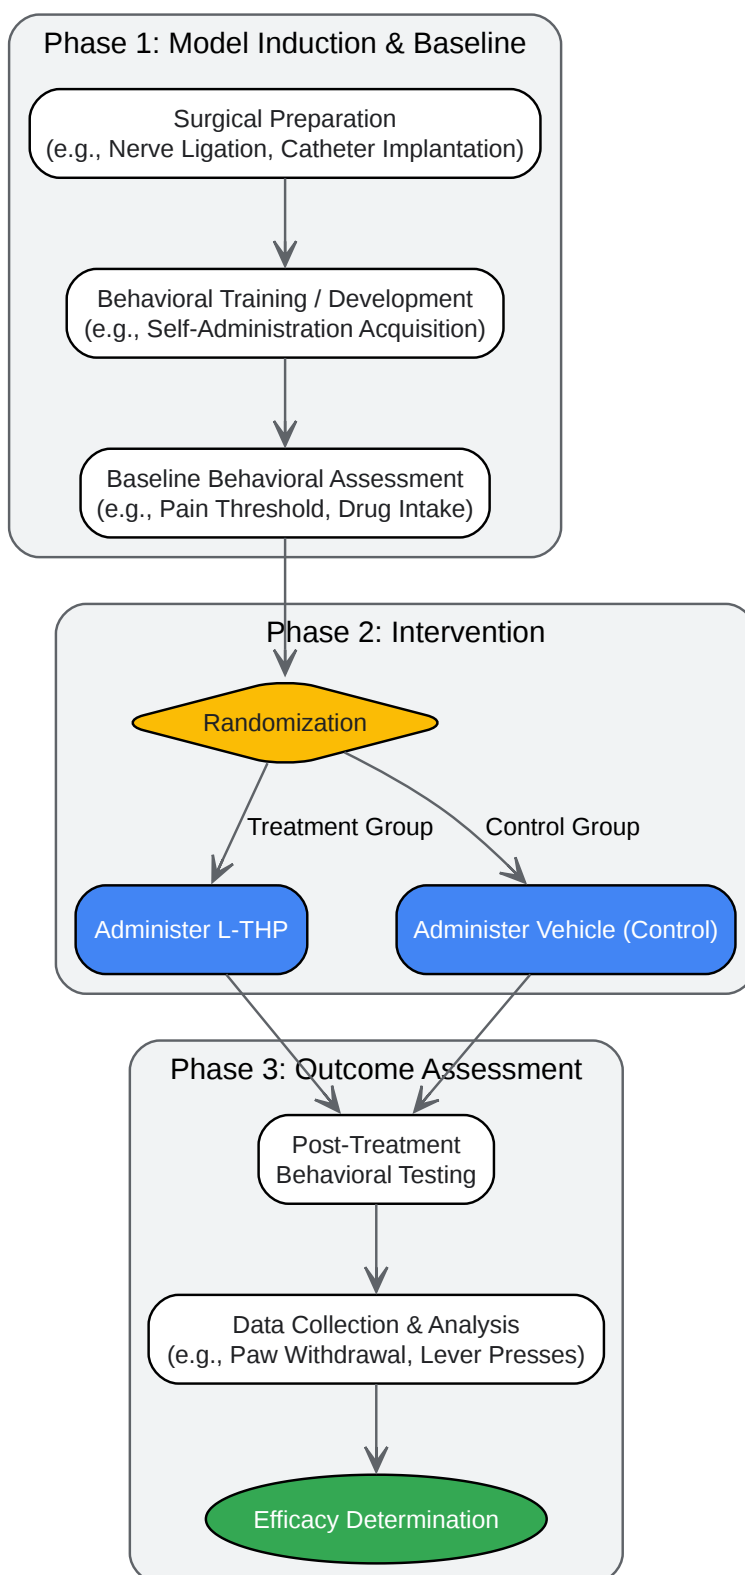 Phase 1: Model Induction & Baseline
Surgical Preparation
(e.g., Nerve Ligation, Catheter Implantation)
Behavioral Training / Development
(e.g., Self-Administration Acquisition)
Baseline Behavioral Assessment
(e.g., Pain Threshold, Drug Intake)
Phase 2: Intervention
Randomization
Treatment Group
Control Group
Administer L-THP
Administer Vehicle (Control)
Phase 3: Outcome Assessment
Post-Treatment
Behavioral Testing
Data Collection & Analysis
(e.g., Paw Withdrawal, Lever Presses)
Efficacy Determination